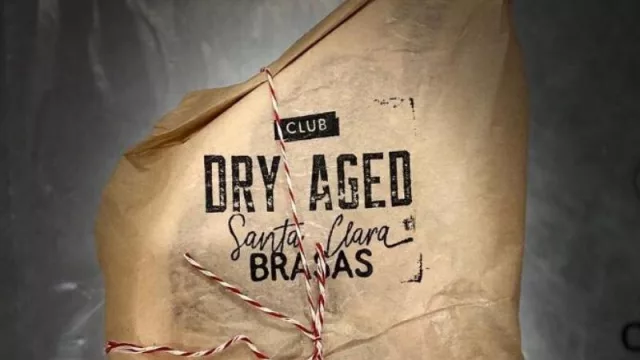 CLUB
DRY AGED
Santa Clara
BRASAS